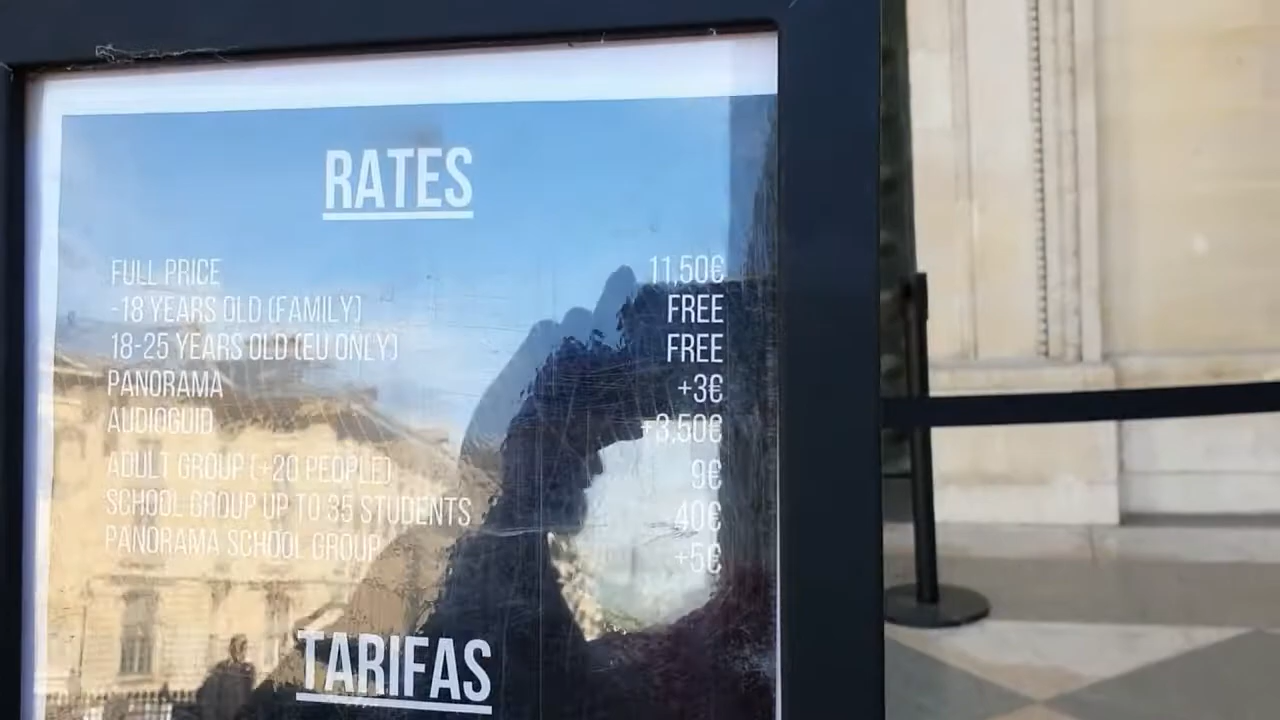 RATES
FULL PRICE 11,50€
-18 YEARS OLD (FAMILY) FREE
18-25 YEARS OLD (EU ONLY) FREE
PANORAMA +3€
AUDIOGUID +3,50€
ADULT GROUP (+20 PEOPLE) 9€
SCHOOL GROUP UP TO 35 STUDENTS 40€
PANORAMA SCHOOL GROUP +5€
TARIFAS